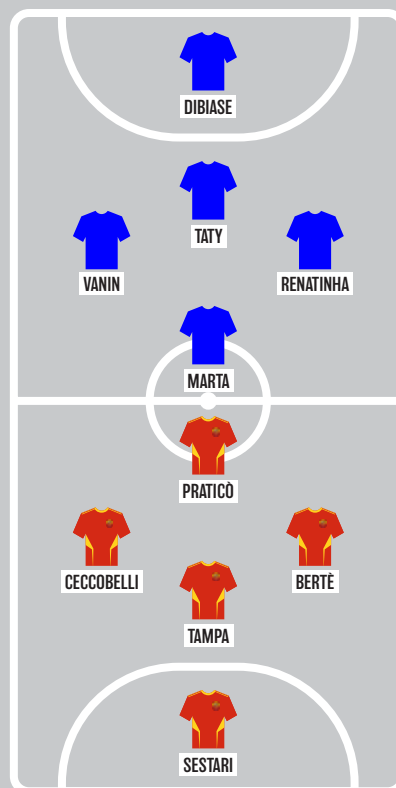 DIBIASE
TATY
VANIN
RENATINHA
MARTA
PRATICÒ
CECCOBELLI
BERTÈ
TAMPA
SESTARI